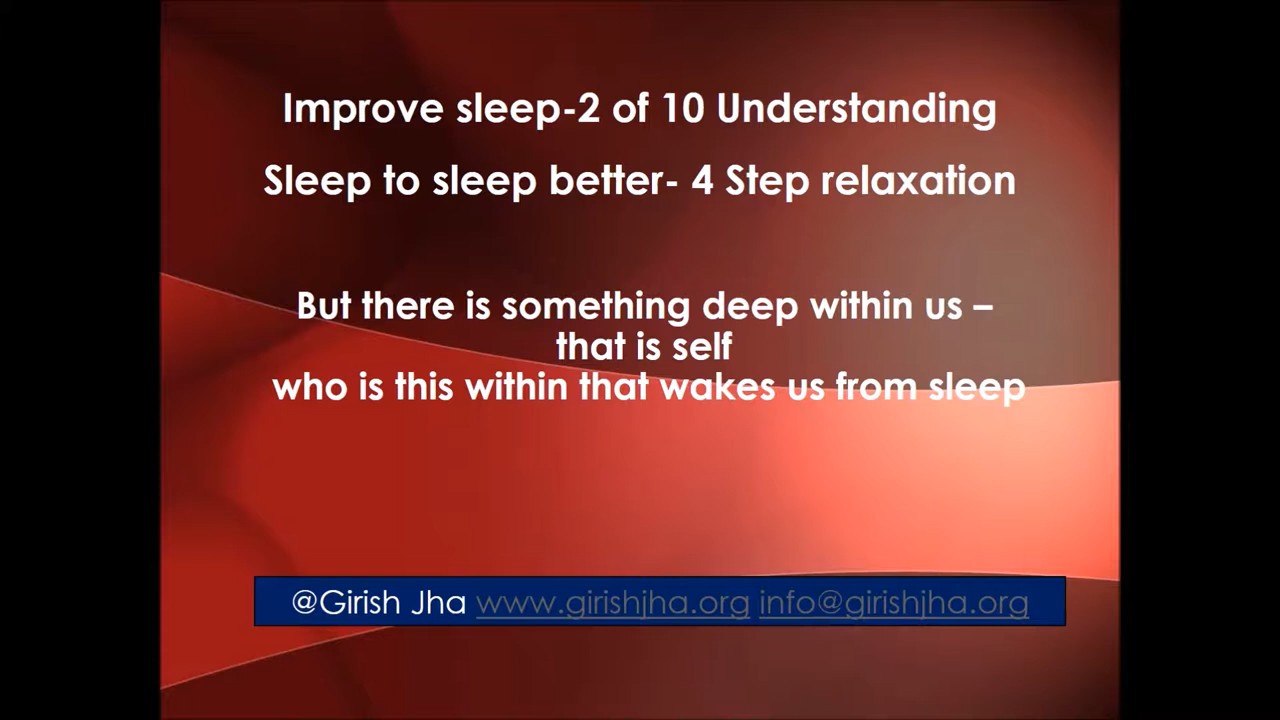 Improve sleep-2 of 10 Understanding
Sleep to sleep better- 4 Step relaxation
But there is something deep within us –
that is self
who is this within that wakes us from sleep
@Girish Jha www.girishjha.org info@girishjha.org